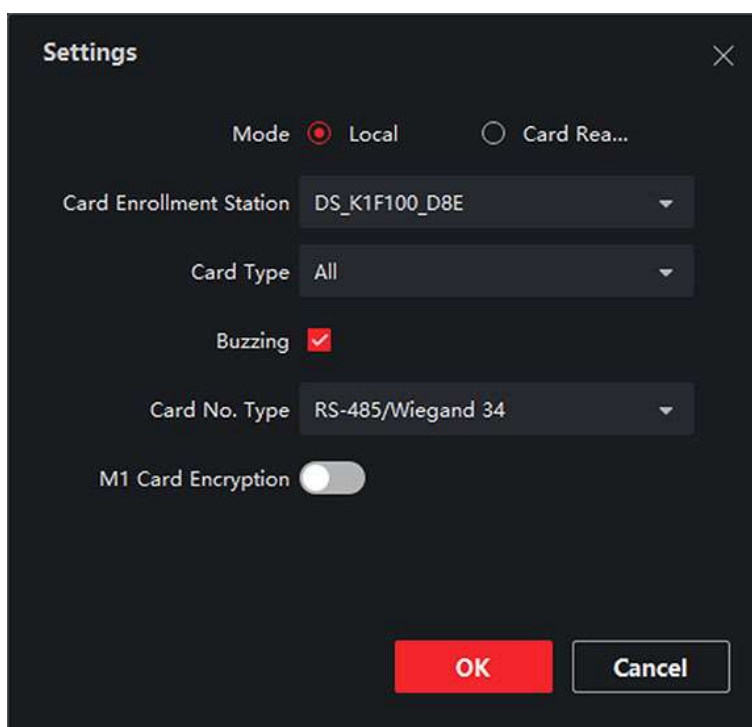 Settings
Mode Local Card Rea...
Card Enrollment Station DS_K1F100_D8E
Card Type All
Buzzing
Card No. Type RS-485/Wiegand 34
M1 Card Encryption
OK Cancel